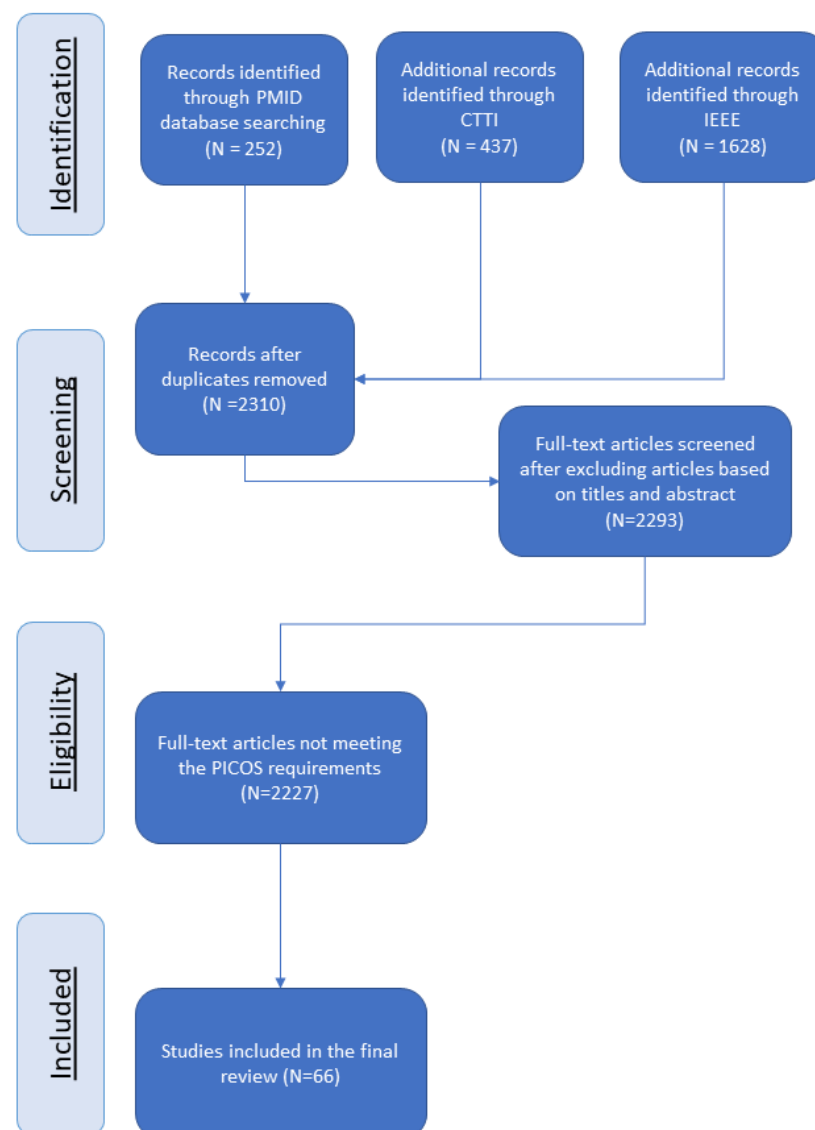 Identification
Records identified
through PMID
database searching
(N = 252)
Additional records
identified through
CTTI
(N = 437)
Additional records
identified through
IEEE
(N = 1628)
Screening
Records after
duplicates removed
(N =2310)
Full-text articles screened
after excluding articles based
on titles and abstract
(N=2293)
Eligibility
Full-text articles not meeting
the PICOS requirements
(N=2227)
Included
Studies included in the final
review (N=66)